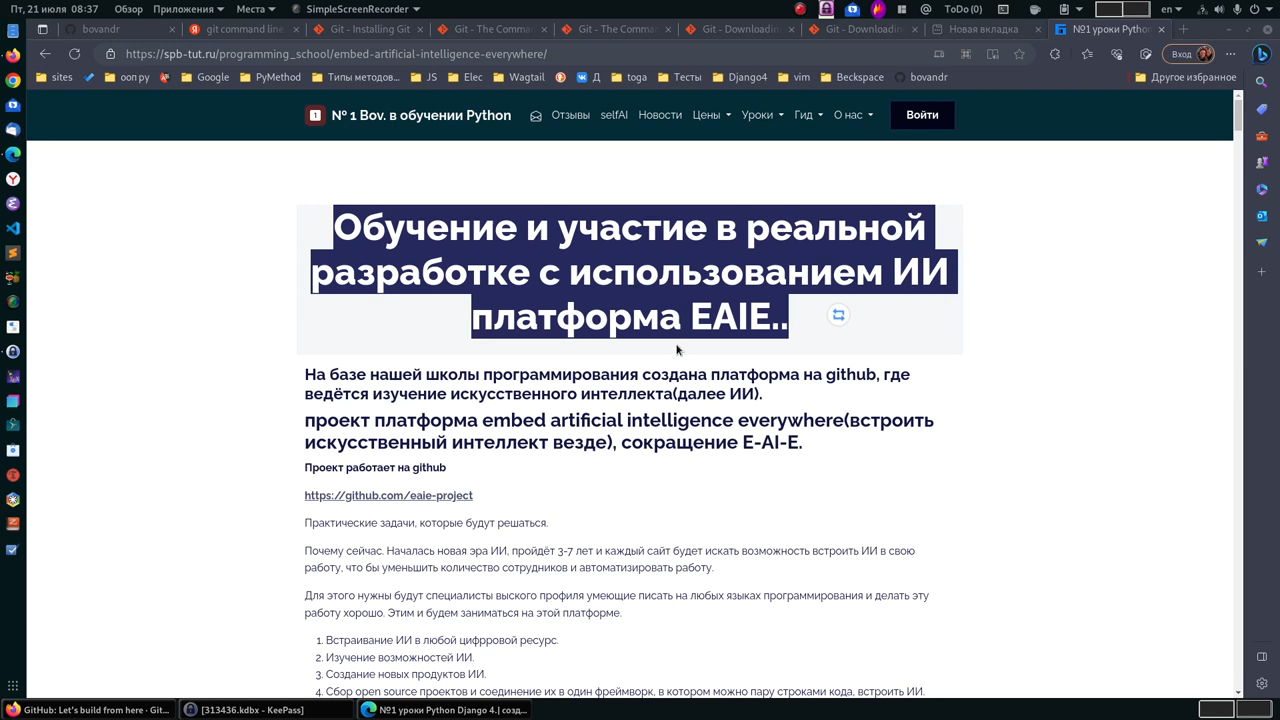 Пт, 21 июля 08:37 Обзор Приложения Места SimpleScreenRecorder ToDo (0) en
bovandr git command line Git - Installing Git Git - The Comma Git - The Comma Git - Downloadin Git - Downloadin Новая вкладка №1 уроки Python
https://spb-tut.ru/programming_school/embed-artificial-intelligence-everywhere/ Вход
sites ооп ру Google PyMethod Типы методов... JS Elec Wagtail Д toga Тесты Django4 vim Beckspace bovandr Другое избранное
№ 1 Bov. в обучении Python Отзывы selfAI Новости Цены Уроки Гид О нас Войти
Обучение и участие в реальной
разработке с использованием ИИ
платформа EAIE..
На базе нашей школы программирования создана платформа на github, где
ведётся изучение искусственного интеллекта(далее ИИ).
проект платформа embed artificial intelligence everywhere(встроить
искусственный интеллект везде), сокращение E-AI-E.
Проект работает на github
https://github.com/eaie-project
Практические задачи, которые будут решаться.
Почему сейчас. Началась новая эра ИИ, пройдёт 3-7 лет и каждый сайт будет искать возможность встроить ИИ в свою
работу, что бы уменьшить количество сотрудников и автоматизировать работу.
Для этого нужны будут специалисты выского профиля умеющие писать на любых языках программирования и делать эту
работу хорошо. Этим и будем заниматься на этой платформе.
1. Встраивание ИИ в любой цифрровой ресурс.
2. Изучение возможностей ИИ.
3. Создание новых продуктов ИИ.
4. Сбор open source проектов и соединение их в один фреймворк, в котором можно пару строками кода, встроить ИИ.
GitHub: Let's build from here · Git... [313436.kdbx - KeePass] №1 уроки Python Django 4.| созд...